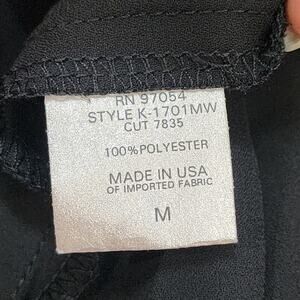 RN 97054
STYLE K-1701MW
CUT 7835
100% POLYESTER
MADE IN USA
OF IMPORTED FABRIC
M